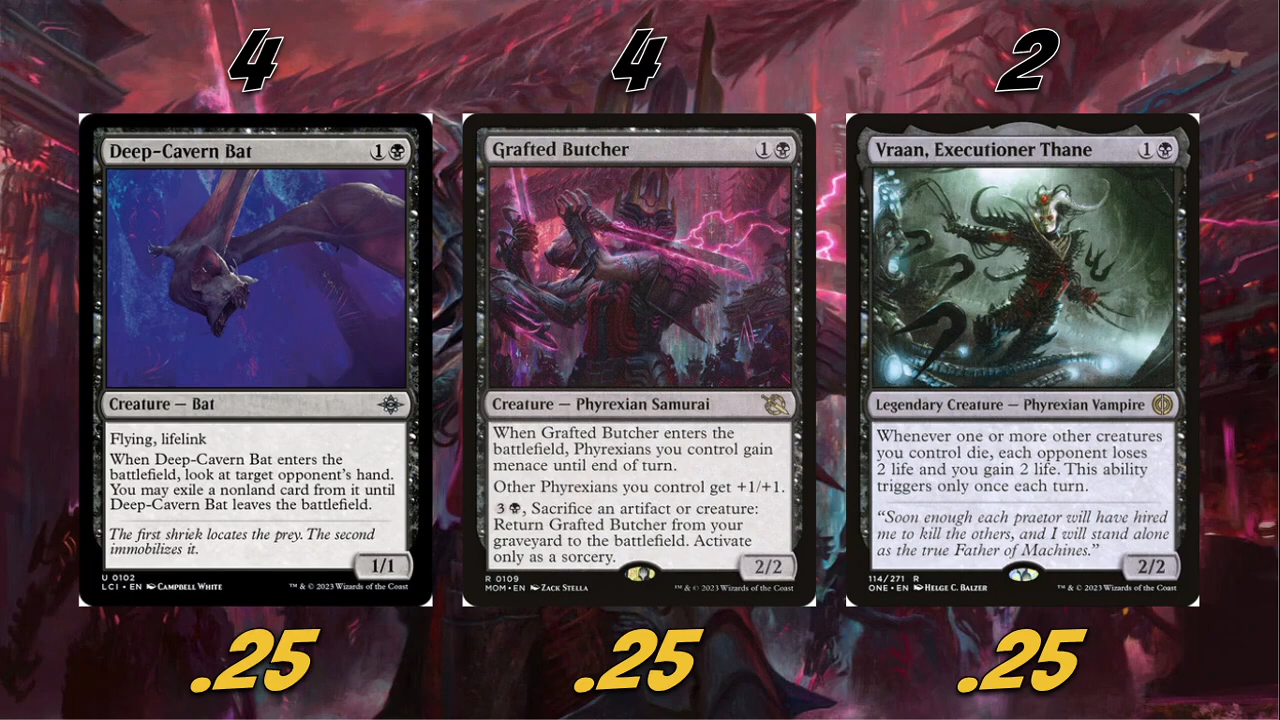 4
4
2
Deep-Cavern Bat 1
Creature — Bat
Flying, lifelink
When Deep-Cavern Bat enters the
battlefield, look at target opponent's hand.
You may exile a nonland card from it until
Deep-Cavern Bat leaves the battlefield.
The first shriek locates the prey. The second
immobilizes it.
1/1
U 0102
LCI • EN Campbell White
™ & © 2023 Wizards of the Coast
Grafted Butcher 1
Creature — Phyrexian Samurai
When Grafted Butcher enters the
battlefield, Phyrexians you control gain
menace until end of turn.
Other Phyrexians you control get +1/+1.
3, Sacrifice an artifact or creature:
Return Grafted Butcher from your
graveyard to the battlefield. Activate
only as a sorcery.
2/2
R 0109
MOM • EN Zack Stella
™ & © 2023 Wizards of the Coast
Vraan, Executioner Thane 1
Legendary Creature — Phyrexian Vampire
Whenever one or more other creatures
you control die, each opponent loses
2 life and you gain 2 life. This ability
triggers only once each turn.
"Soon enough each praetor will have hired
me to kill the others, and I will stand alone
as the true Father of Machines."
2/2
114/271 R
ONE • EN Helge C. Balzer
™ & © 2023 Wizards of the Coast
.25
.25
.25